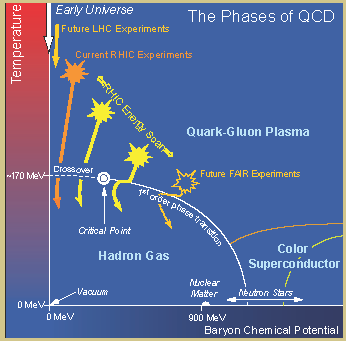 The Phases of QCD
Temperature
Early Universe
Future LHC Experiments
Current RHIC Experiments
RHIC Energy Scan
Quark-Gluon Plasma
Crossover
~170 MeV
Future FAIR Experiments
1st order phase transition
Critical Point
Hadron Gas
Color
Superconductor
Vacuum
Nuclear
Matter
Neutron Stars
0 MeV
0 MeV
900 MeV
Baryon Chemical Potential